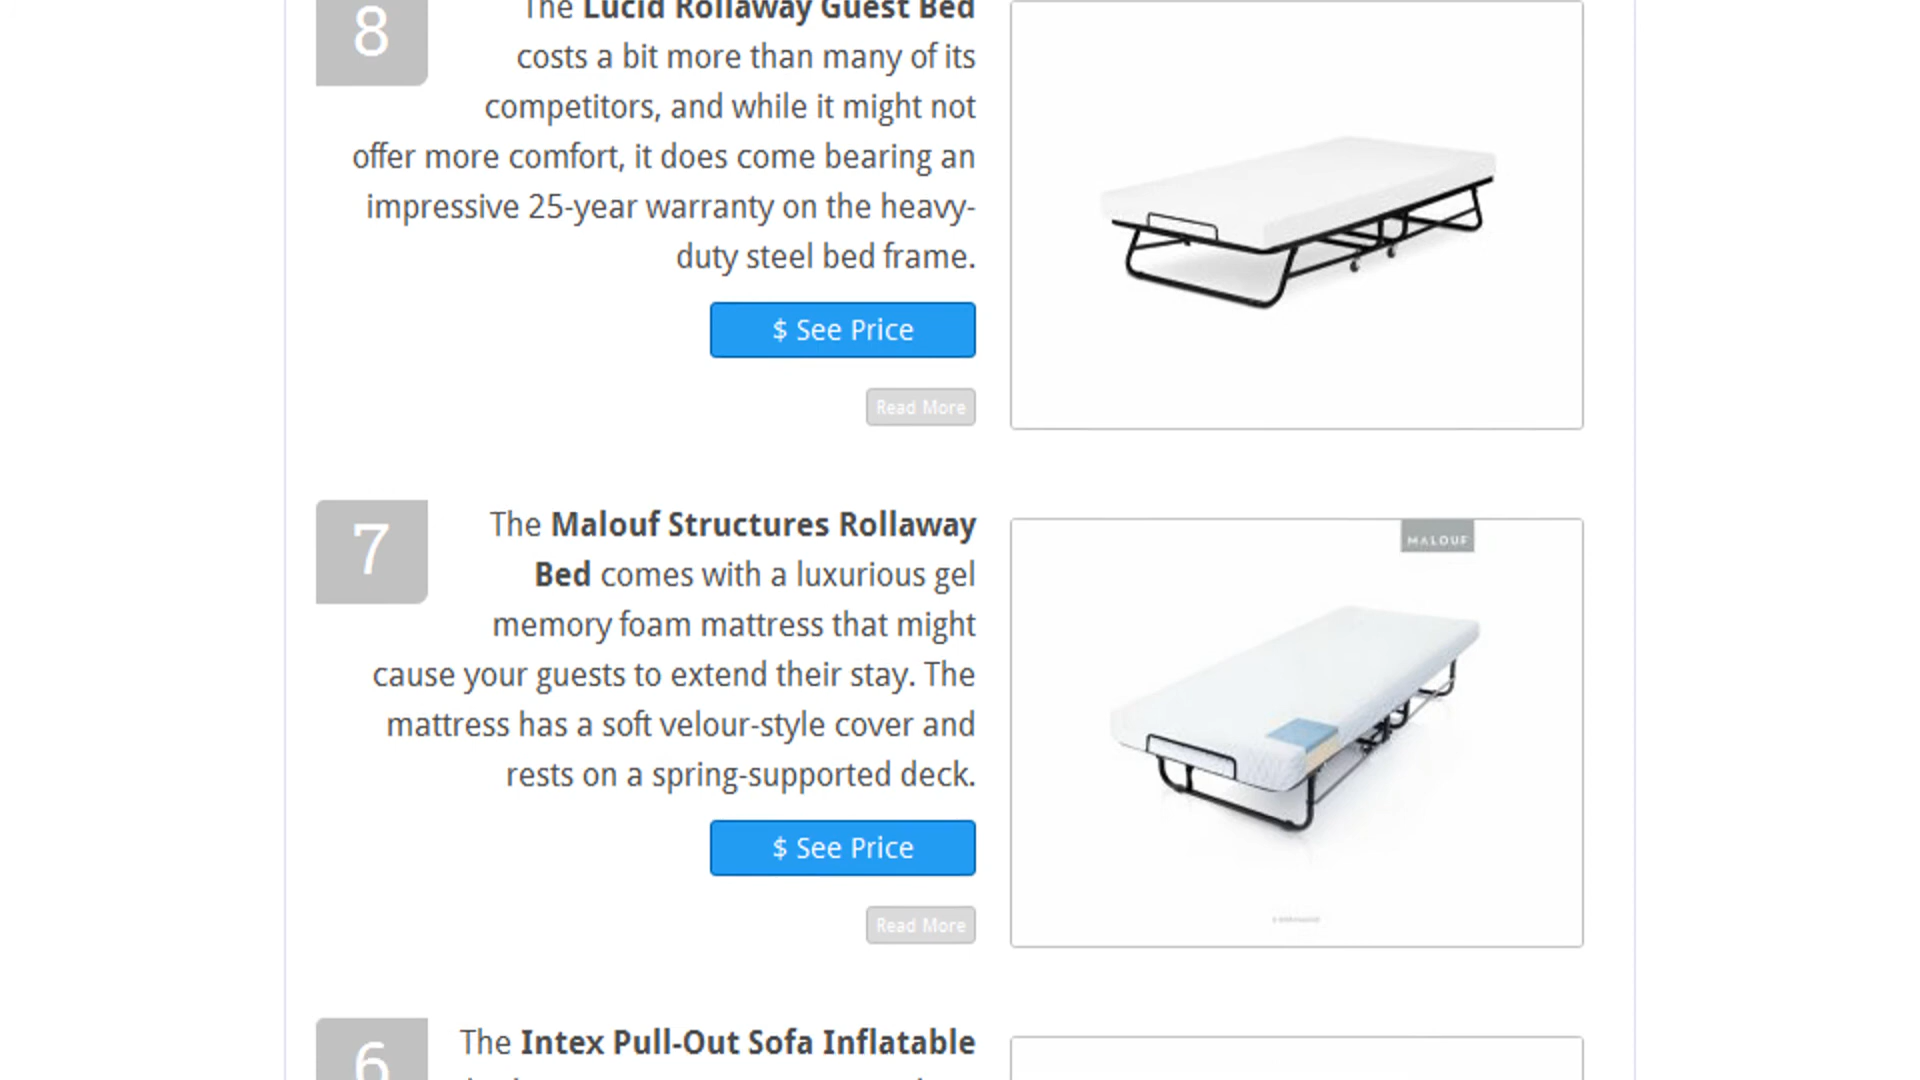 8
The Lucid Rollaway Guest Bed
costs a bit more than many of its
competitors, and while it might not
offer more comfort, it does come bearing an
impressive 25-year warranty on the heavy-
duty steel bed frame.
$ See Price
Read More
7
The Malouf Structures Rollaway
Bed comes with a luxurious gel
memory foam mattress that might
cause your guests to extend their stay. The
mattress has a soft velour-style cover and
rests on a spring-supported deck.
$ See Price
Read More
MALOUF
6
The Intex Pull-Out Sofa Inflatable